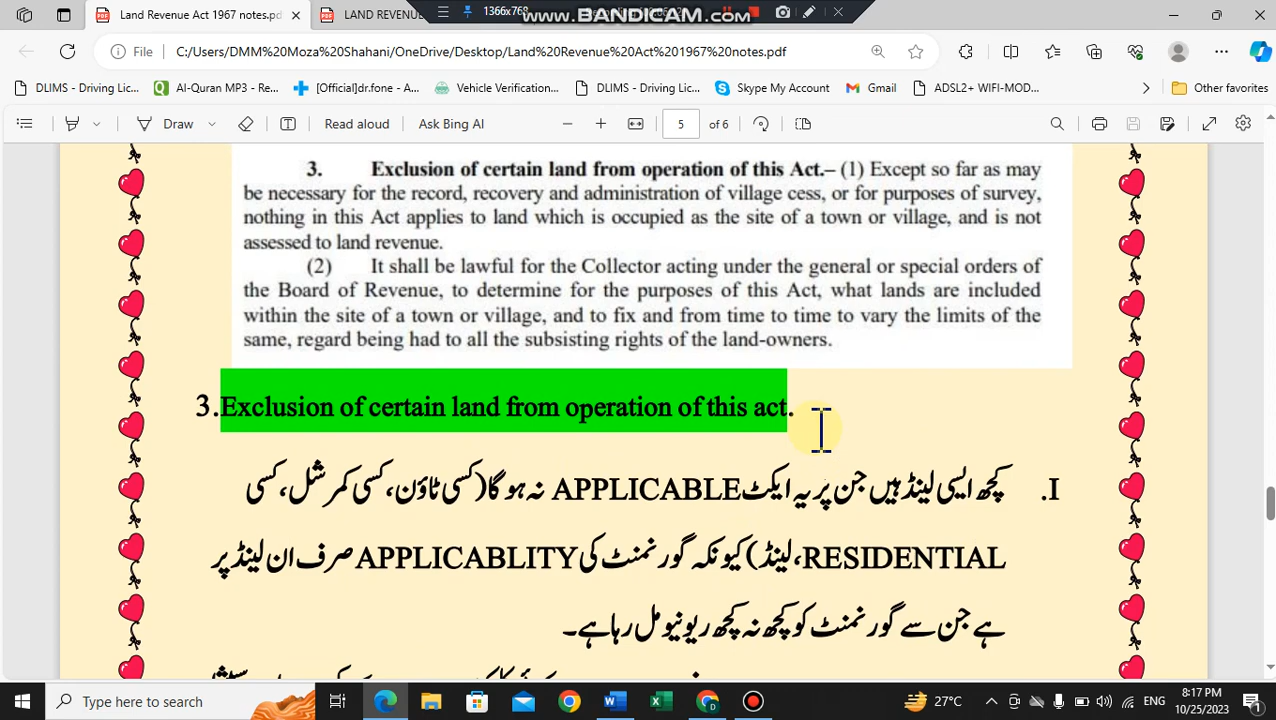 Land Revenue Act 1967 notes.pd
LAND REVENUE
1366x768
www.BANDICAM.com
File
C:/Users/DMM%20Moza%20Shahani/OneDrive/Desktop/Land%20Revenue%20Act%201967%20notes.pdf
DLIMS - Driving Lic...
Al-Quran MP3 - Re...
[Official]dr.fone - A...
Vehicle Verification...
DLIMS - Driving Lic...
Skype My Account
Gmail
ADSL2+ WIFI-MOD...
Other favorites
Draw
Read aloud
Ask Bing AI
5
of 6
3. Exclusion of certain land from operation of this Act.– (1) Except so far as may
be necessary for the record, recovery and administration of village cess, or for purposes of survey,
nothing in this Act applies to land which is occupied as the site of a town or village, and is not
assessed to land revenue.
(2) It shall be lawful for the Collector acting under the general or special orders of
the Board of Revenue, to determine for the purposes of this Act, what lands are included
within the site of a town or village, and to fix and from time to time to vary the limits of the
same, regard being had to all the subsisting rights of the land-owners.
3.Exclusion of certain land from operation of this act.
I. کچھ ایسی لینڈ ہیں جن پر یہ ایکٹ APPLICABLE نہ ہو گا (کسی ٹاؤن، کسی کمرشل، کسی
RESIDENTIAL، لینڈ) کیونکہ گورنمنٹ کی APPLICABLITY صرف ان لینڈ پر
ہے جن سے گورنمنٹ کو کچھ نہ کچھ ریونیو مل رہا ہے۔
Type here to search
27°C
ENG
8:17 PM
10/25/2023